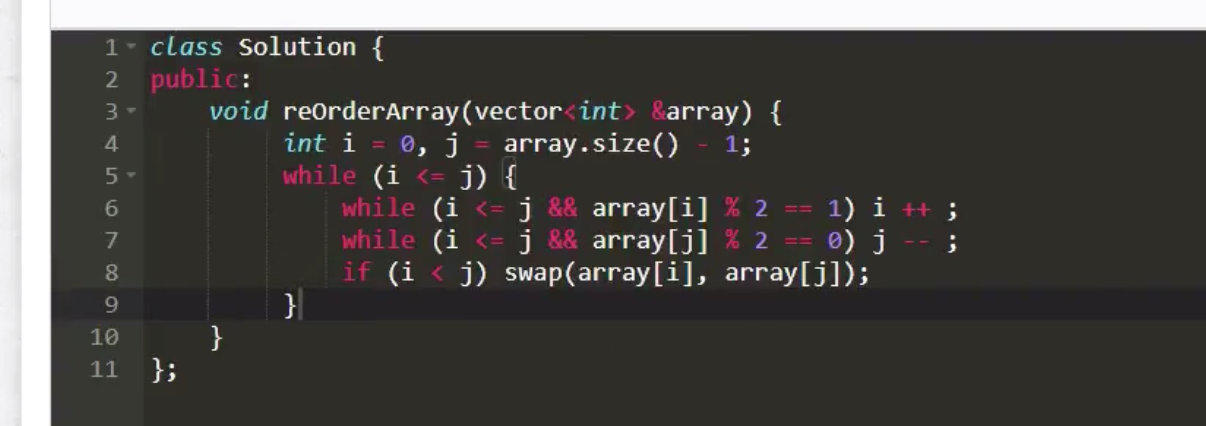 1 class Solution {
2 public:
3     void reOrderArray(vector<int> &array) {
4         int i = 0, j = array.size() - 1;
5         while (i <= j) {
6             while (i <= j && array[i] % 2 == 1) i ++ ;
7             while (i <= j && array[j] % 2 == 0) j -- ;
8             if (i < j) swap(array[i], array[j]);
9         }
10     }
11 };